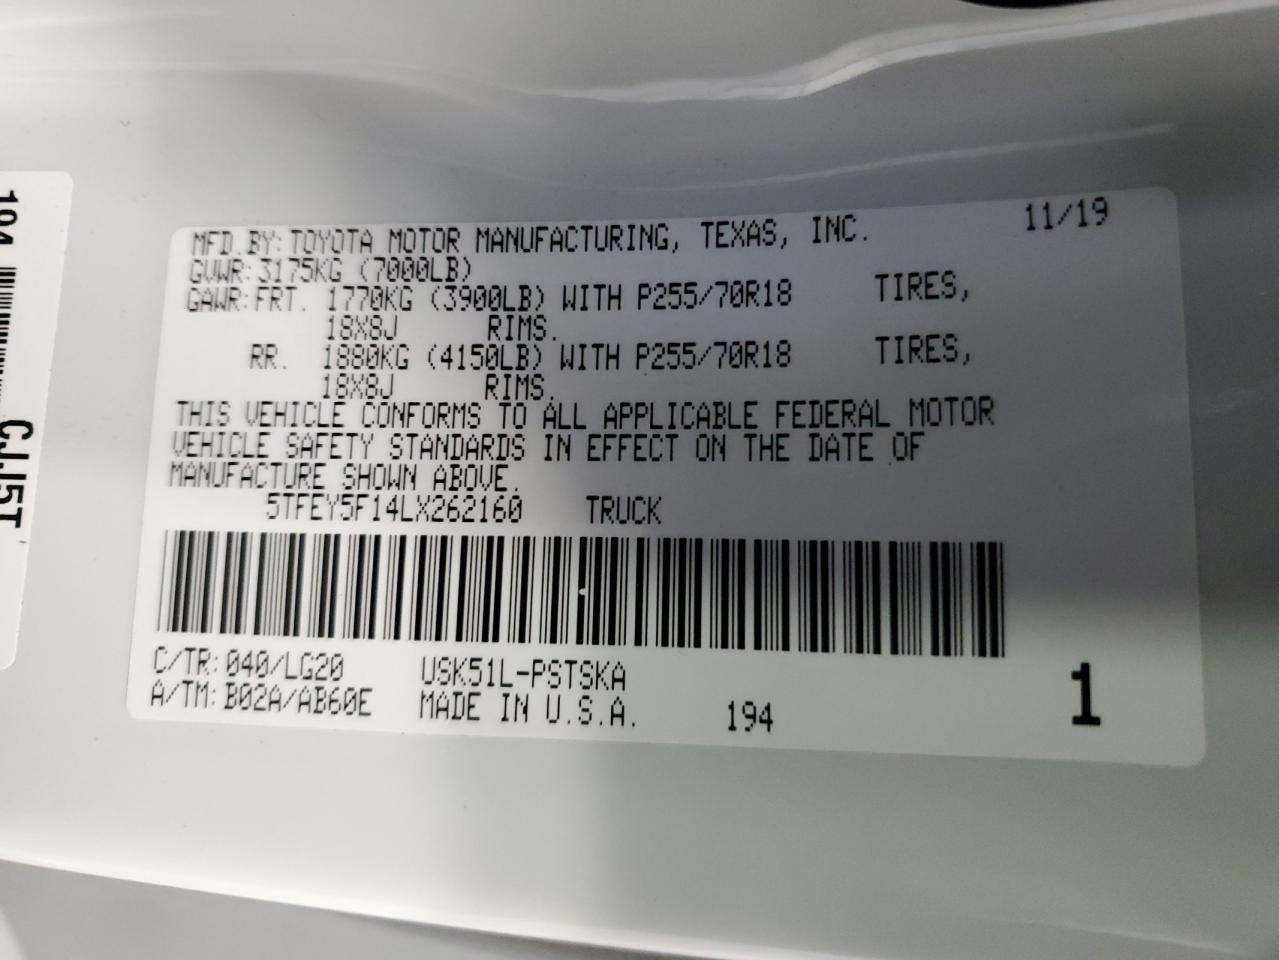 MFD.BY:TOYOTA MOTOR MANUFACTURING, TEXAS, INC. 11/19
GVWR:3175KG (7000LB)
GAWR:FRT. 1770KG (3900LB) WITH P255/70R18 TIRES,
18X8J RIMS.
RR. 1880KG (4150LB) WITH P255/70R18 TIRES,
18X8J RIMS.
THIS VEHICLE CONFORMS TO ALL APPLICABLE FEDERAL MOTOR
VEHICLE SAFETY STANDARDS IN EFFECT ON THE DATE OF
MANUFACTURE SHOWN ABOVE.
5TFEY5F14LX262160 TRUCK
C/TR:040/LG20 USK51L-PSTSKA
A/TM:B02A/AB60E MADE IN U.S.A. 194
1
194
CJJ5T